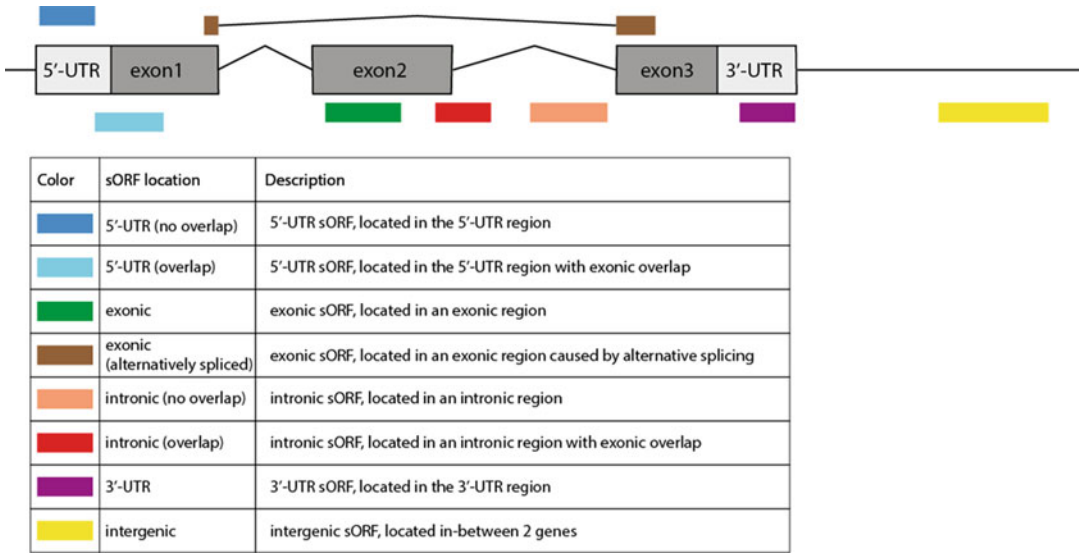 5′-UTR exon1 exon2 exon3 3′-UTR
Color sORF location Description
5′-UTR (no overlap) 5′-UTR sORF, located in the 5′-UTR region
5′-UTR (overlap) 5′-UTR sORF, located in the 5′-UTR region with exonic overlap
exonic exonic sORF, located in an exonic region
exonic
(alternatively spliced) exonic sORF, located in an exonic region caused by alternative splicing
intronic (no overlap) intronic sORF, located in an intronic region
intronic (overlap) intronic sORF, located in an intronic region with exonic overlap
3′-UTR 3′-UTR sORF, located in the 3′-UTR region
intergenic intergenic sORF, located in-between 2 genes